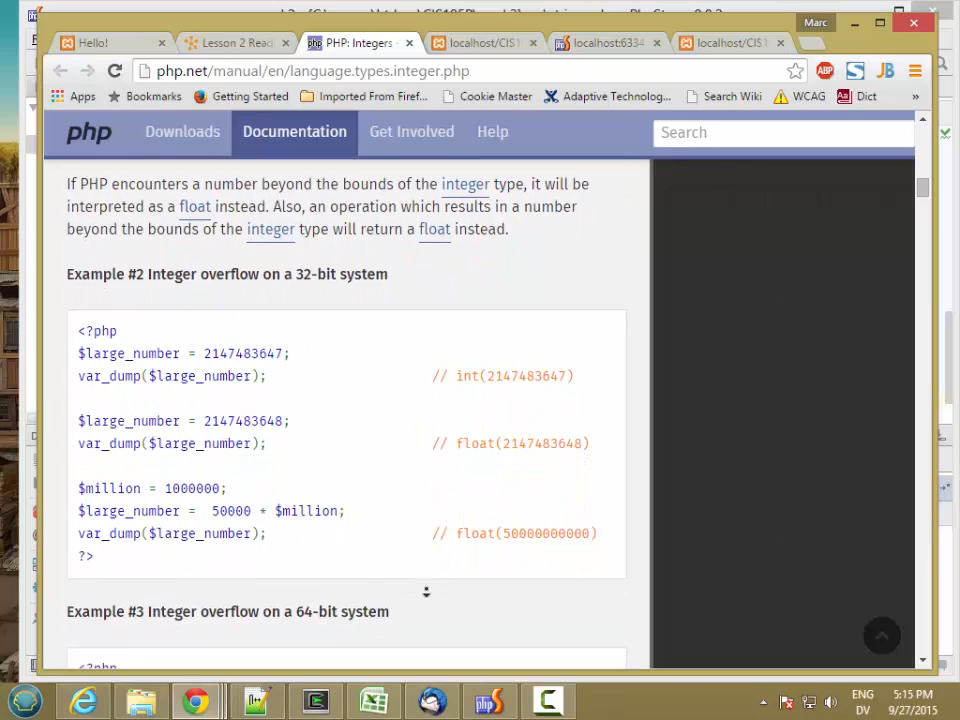 Marc
Hello!
Lesson 2 Read
PHP: Integers
localhost/CIS1
localhost:6334
localhost/CIS1
php.net/manual/en/language.types.integer.php
ABP
Apps
Bookmarks
Getting Started
Imported From Firef...
Cookie Master
Adaptive Technolog...
Search Wiki
WCAG
Dict
»
php
Downloads
Documentation
Get Involved
Help
Search
If PHP encounters a number beyond the bounds of the integer type, it will be
interpreted as a float instead. Also, an operation which results in a number
beyond the bounds of the integer type will return a float instead.
Example #2 Integer overflow on a 32-bit system
<?php
$large_number = 2147483647;
var_dump($large_number); // int(2147483647)
$large_number = 2147483648;
var_dump($large_number); // float(2147483648)
$million = 1000000;
$large_number =  50000 * $million;
var_dump($large_number); // float(50000000000)
?>
Example #3 Integer overflow on a 64-bit system
<?php
ENG
DV
5:15 PM
9/27/2015